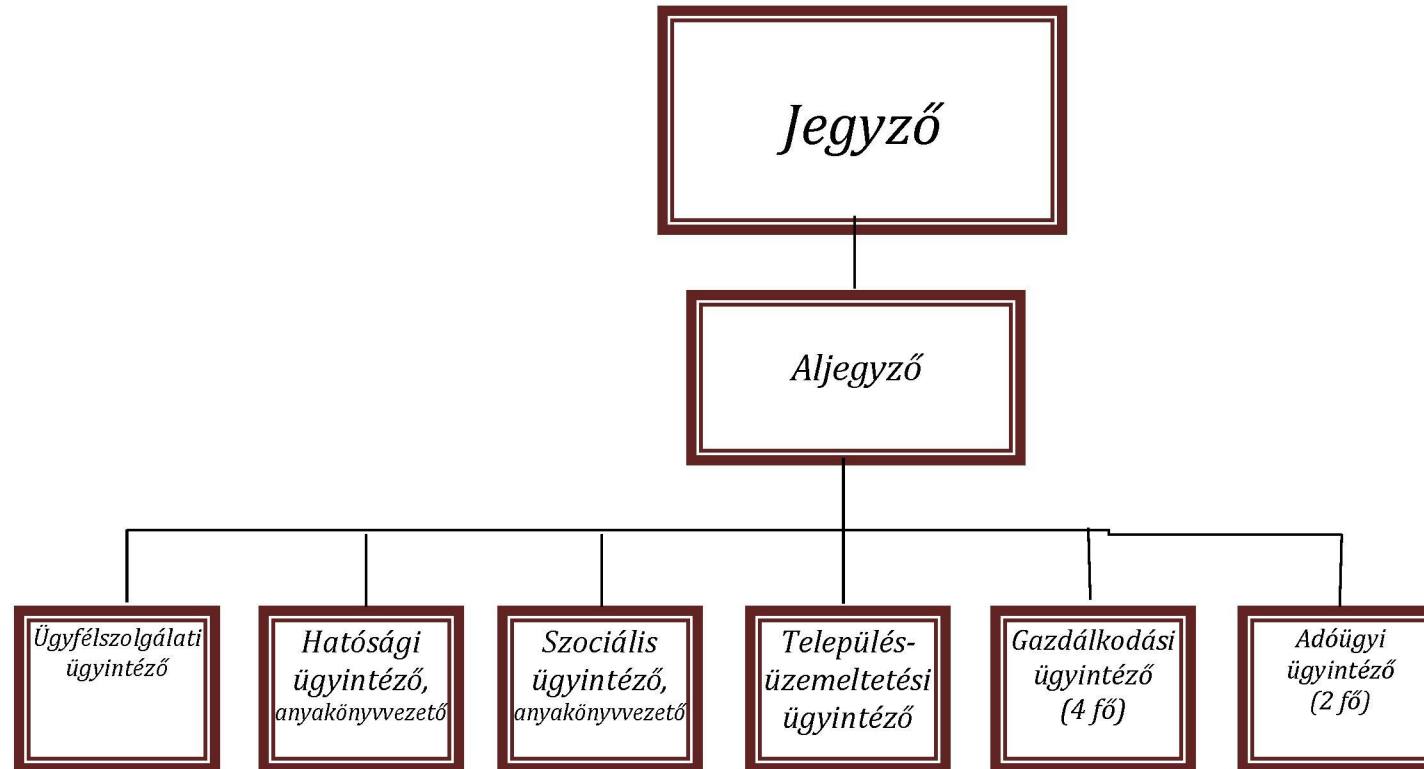 Jegyző
Aljegyző
Ügyfélszolgálati
ügyintéző
Hatósági
ügyintéző,
anyakönyvvezető
Szociális
ügyintéző,
anyakönyvvezető
Település-
üzemeltetési
ügyintéző
Gazdálkodási
ügyintéző
(4 fő)
Adóügyi
ügyintéző
(2 fő)